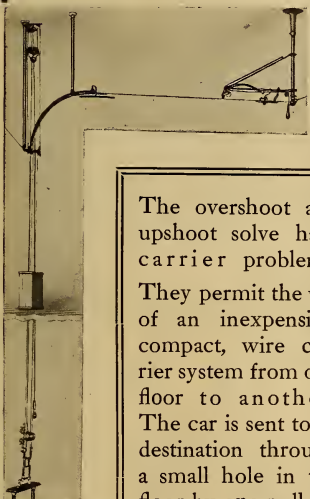 The overshoot a
upshoot solve h
carrier problem
They permit the
of an inexpensi
compact, wire c
rier system from o
floor to anoth
The car is sent to
destination throu
a small hole in